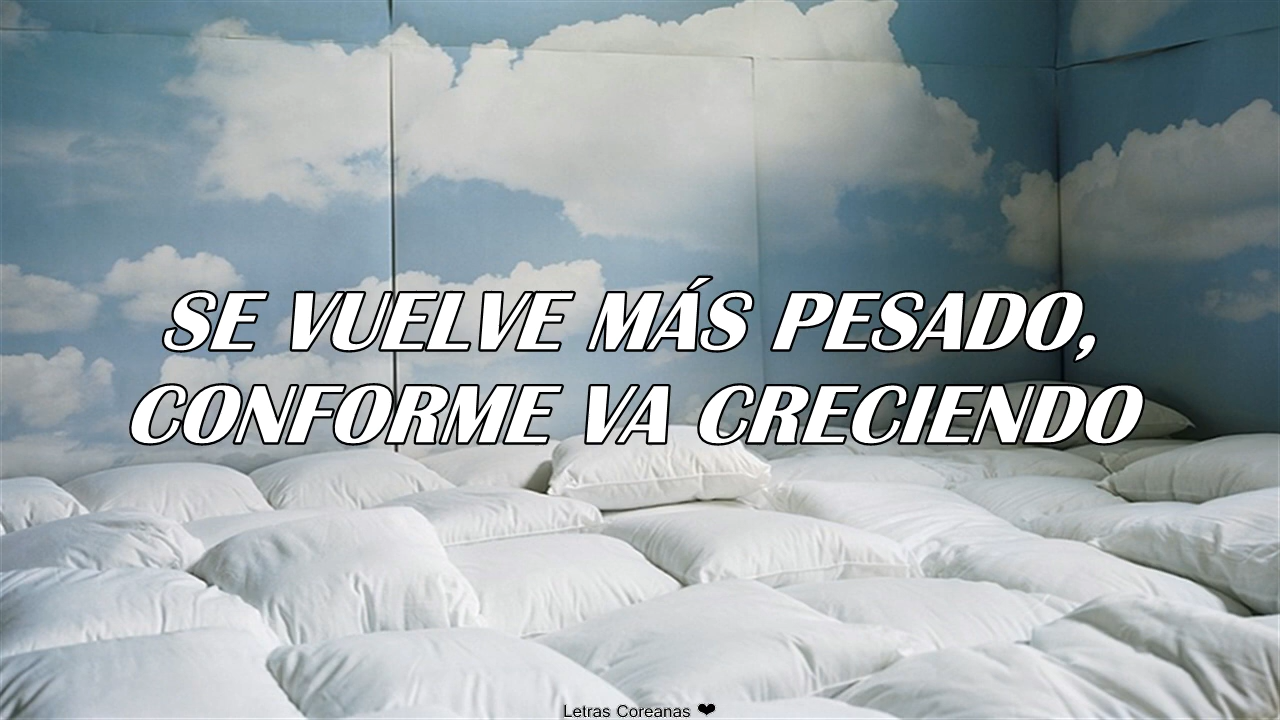 SE VUELVE MÁS PESADO,
CONFORME VA CRECIENDO
Letras Coreanas ❤